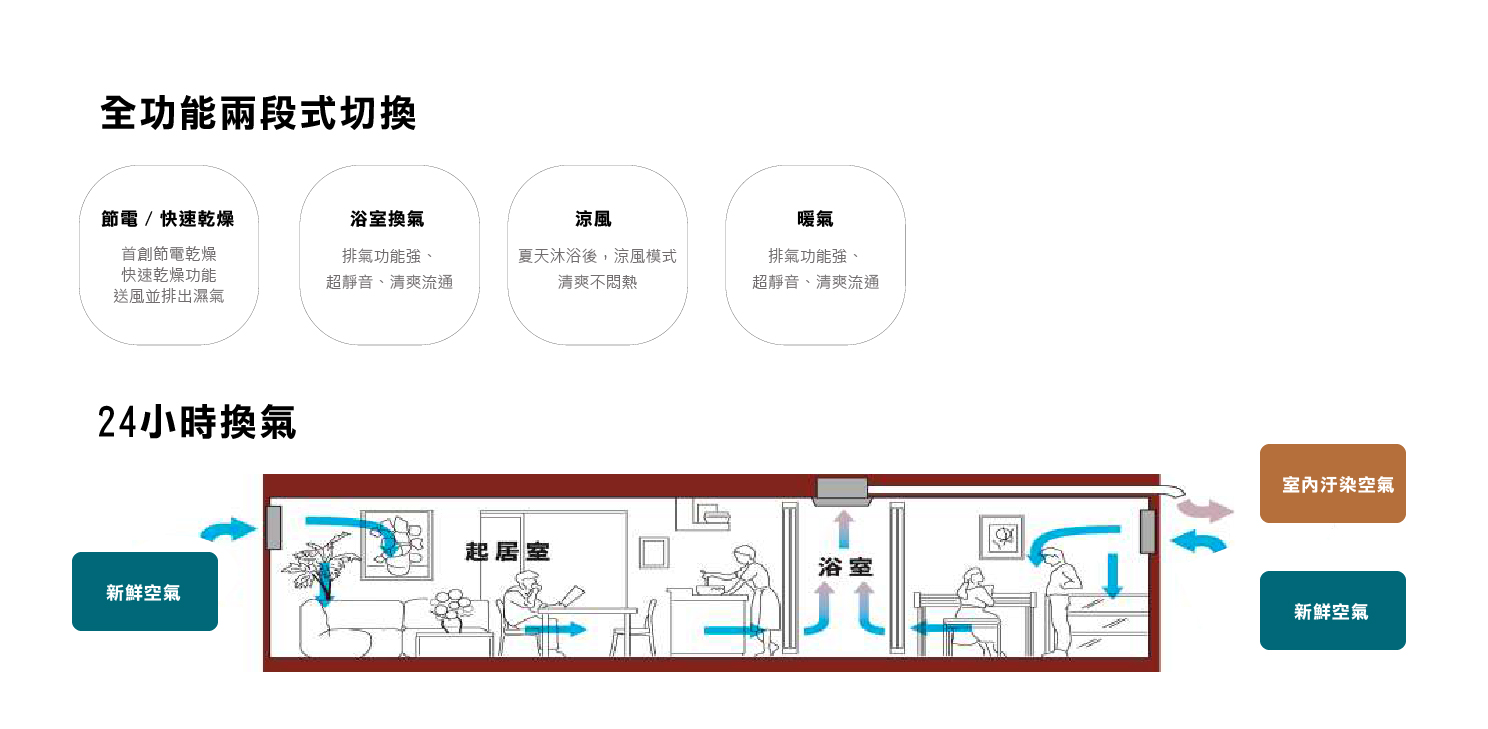 全功能兩段式切換
節電 / 快速乾燥
首創節電乾燥
快速乾燥功能
送風並排出濕氣
浴室換氣
排氣功能強、
超靜音、清爽流通
涼風
夏天沐浴後，涼風模式
清爽不悶熱
暖氣
排氣功能強、
超靜音、清爽流通
24小時換氣
室內汙染空氣
起居室
浴室
新鮮空氣
新鮮空氣